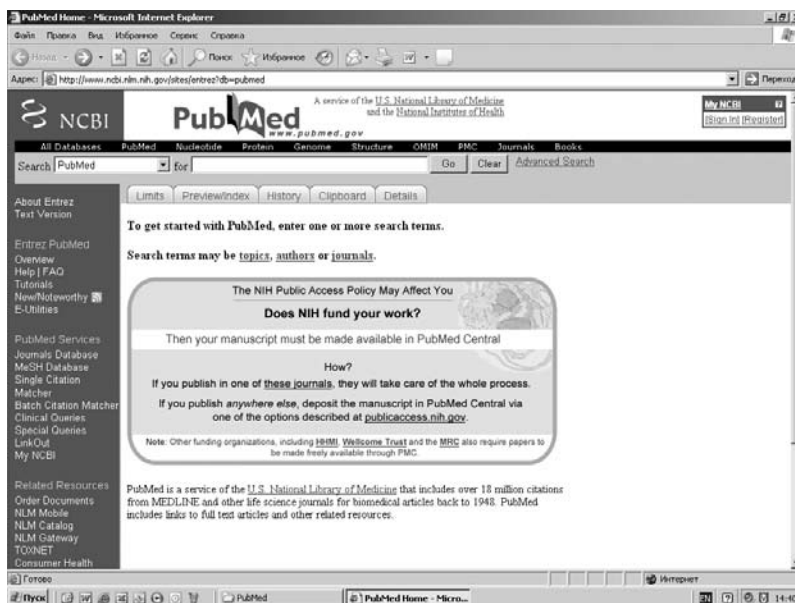 PubMed Home - Microsoft Internet Explorer
Файл Правка Вид Избранное Сервис Справка
Назад Поиск Избранное
Адрес: http://www.ncbi.nlm.nih.gov/sites/entrez?db=pubmed Переход
NCBI
PubMed
www.pubmed.gov
A service of the U.S. National Library of Medicine
and the National Institutes of Health
My NCBI
[Sign In] [Register]
All Databases PubMed Nucleotide Protein Genome Structure OMIM PMC Journals Books
Search PubMed for Go Clear Advanced Search
Limits Preview/Index History Clipboard Details
About Entrez
Text Version
Entrez PubMed
Overview
Help | FAQ
Tutorials
New/Noteworthy
E-Utilities
PubMed Services
Journals Database
MeSH Database
Single Citation
Matcher
Batch Citation Matcher
Clinical Queries
Special Queries
LinkOut
My NCBI
Related Resources
Order Documents
NLM Mobile
NLM Catalog
NLM Gateway
TOXNET
Consumer Health
To get started with PubMed, enter one or more search terms.
Search terms may be topics, authors or journals.
The NIH Public Access Policy May Affect You
Does NIH fund your work?
Then your manuscript must be made available in PubMed Central
How?
If you publish in one of these journals, they will take care of the whole process.
If you publish anywhere else, deposit the manuscript in PubMed Central via
one of the options described at publicaccess.nih.gov.
Note: Other funding organizations, including HHMI, Wellcome Trust and the MRC also require papers to
be made freely available through PMC.
PubMed is a service of the U.S. National Library of Medicine that includes over 18 million citations
from MEDLINE and other life science journals for biomedical articles back to 1948. PubMed
includes links to full text articles and other related resources.
Готово Интернет
Пуск PubMed PubMed Home - Micro... EN 14:40